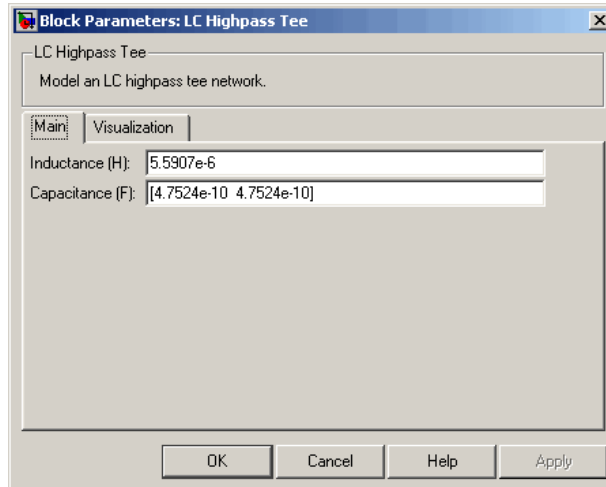 Block Parameters: LC Highpass Tee
LC Highpass Tee
Model an LC highpass tee network.
Main Visualization
Inductance (H): 5.5907e-6
Capacitance (F): [4.7524e-10 4.7524e-10]
OK Cancel Help Apply